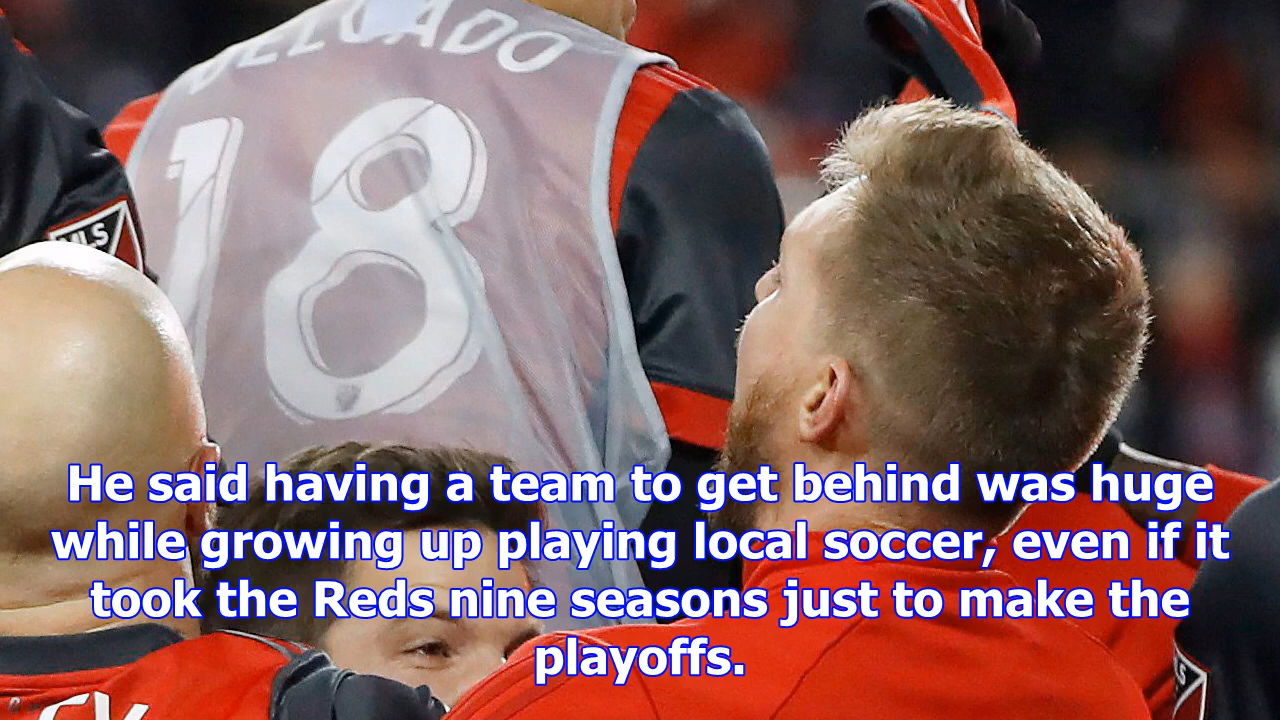 DELGADO
18
MLS
He said having a team to get behind was huge
while growing up playing local soccer, even if it
took the Reds nine seasons just to make the
playoffs.